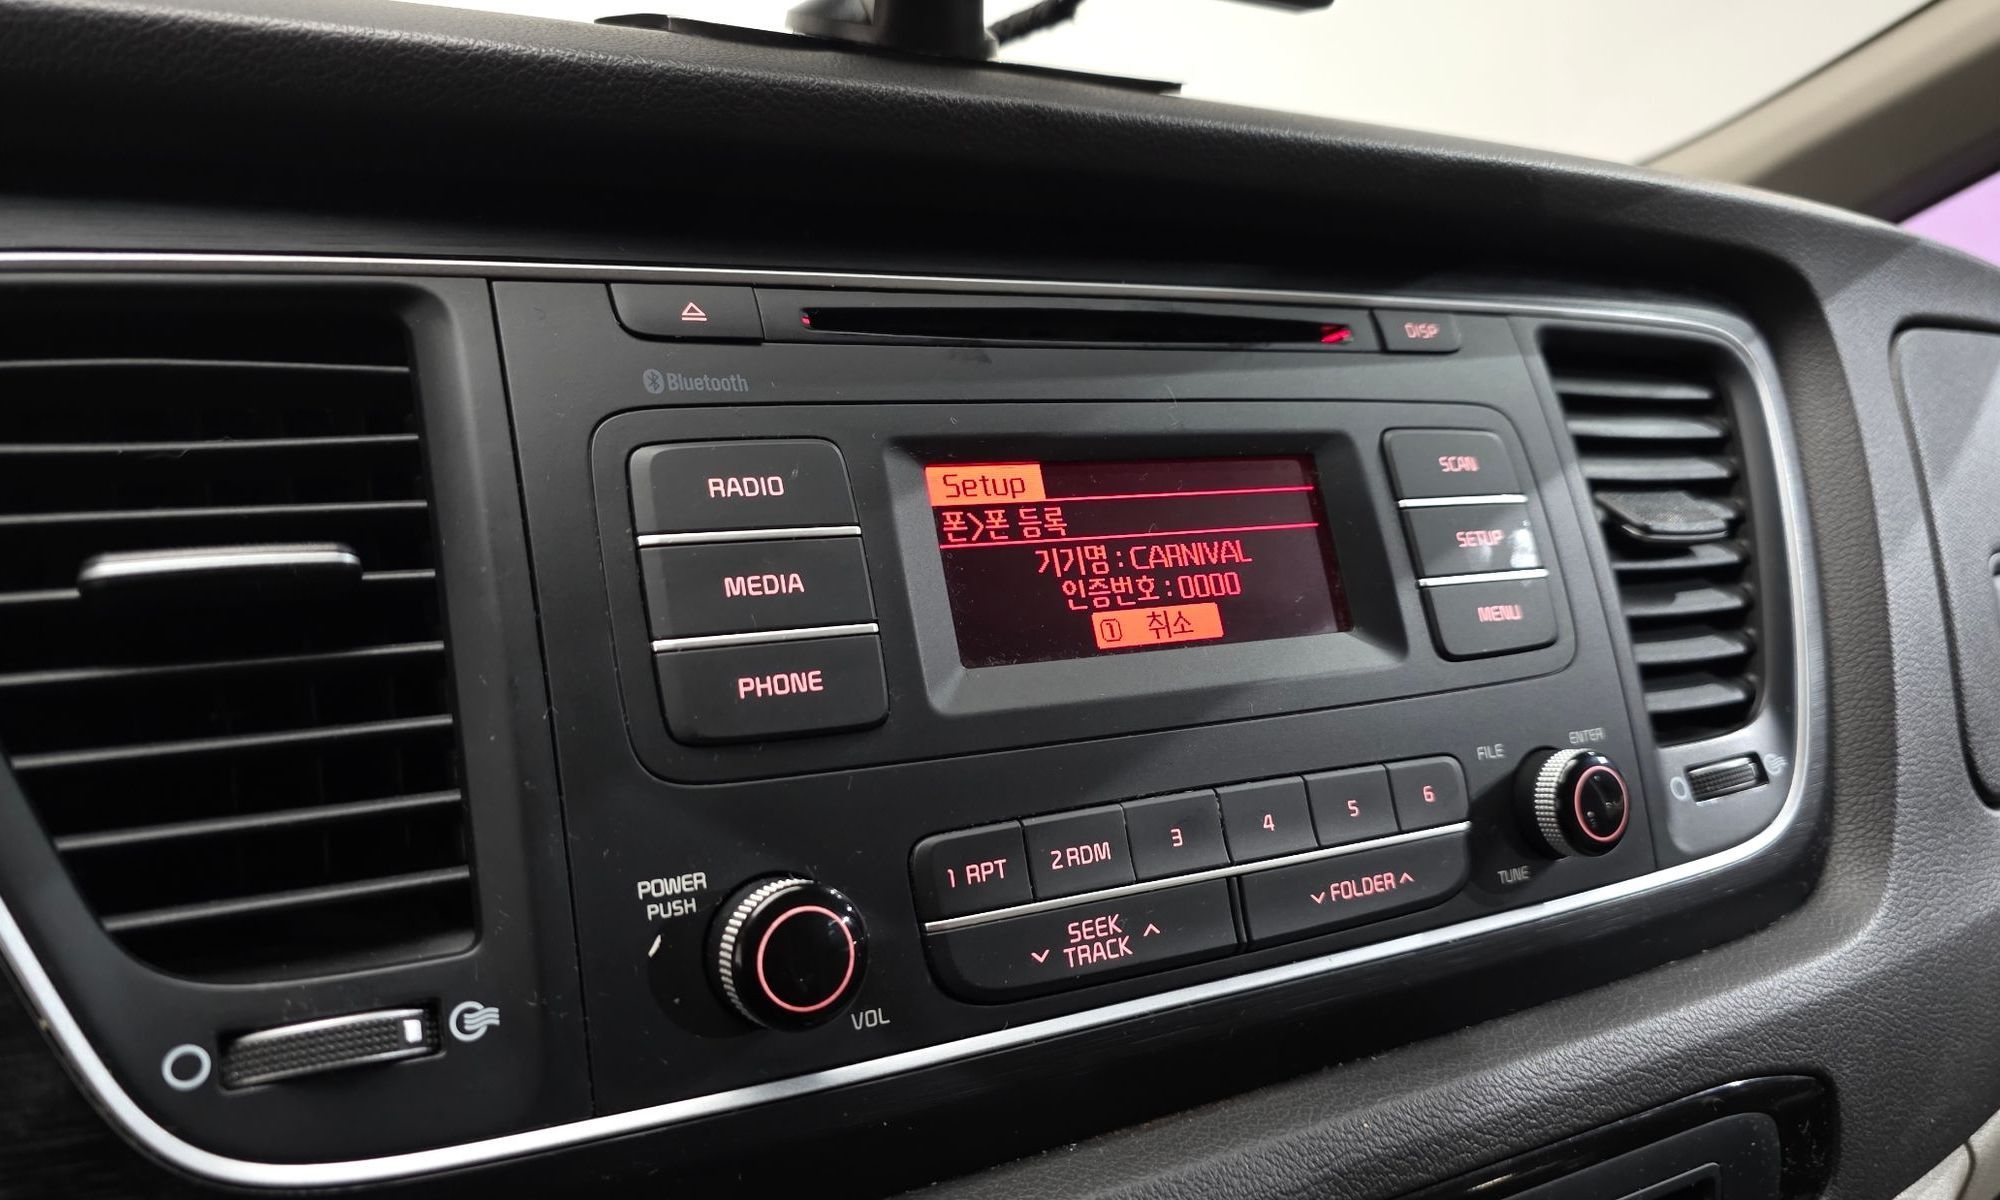 DISP
Bluetooth
RADIO
MEDIA
PHONE
Setup
폰>폰 등록
기기명 : CARNIVAL
인증번호 : 0000
① 취소
SCAN
SETUP
MENU
POWER
PUSH
VOL
1 RPT
2 RDM
3
4
5
6
SEEK
TRACK
FOLDER
FILE
ENTER
TUNE